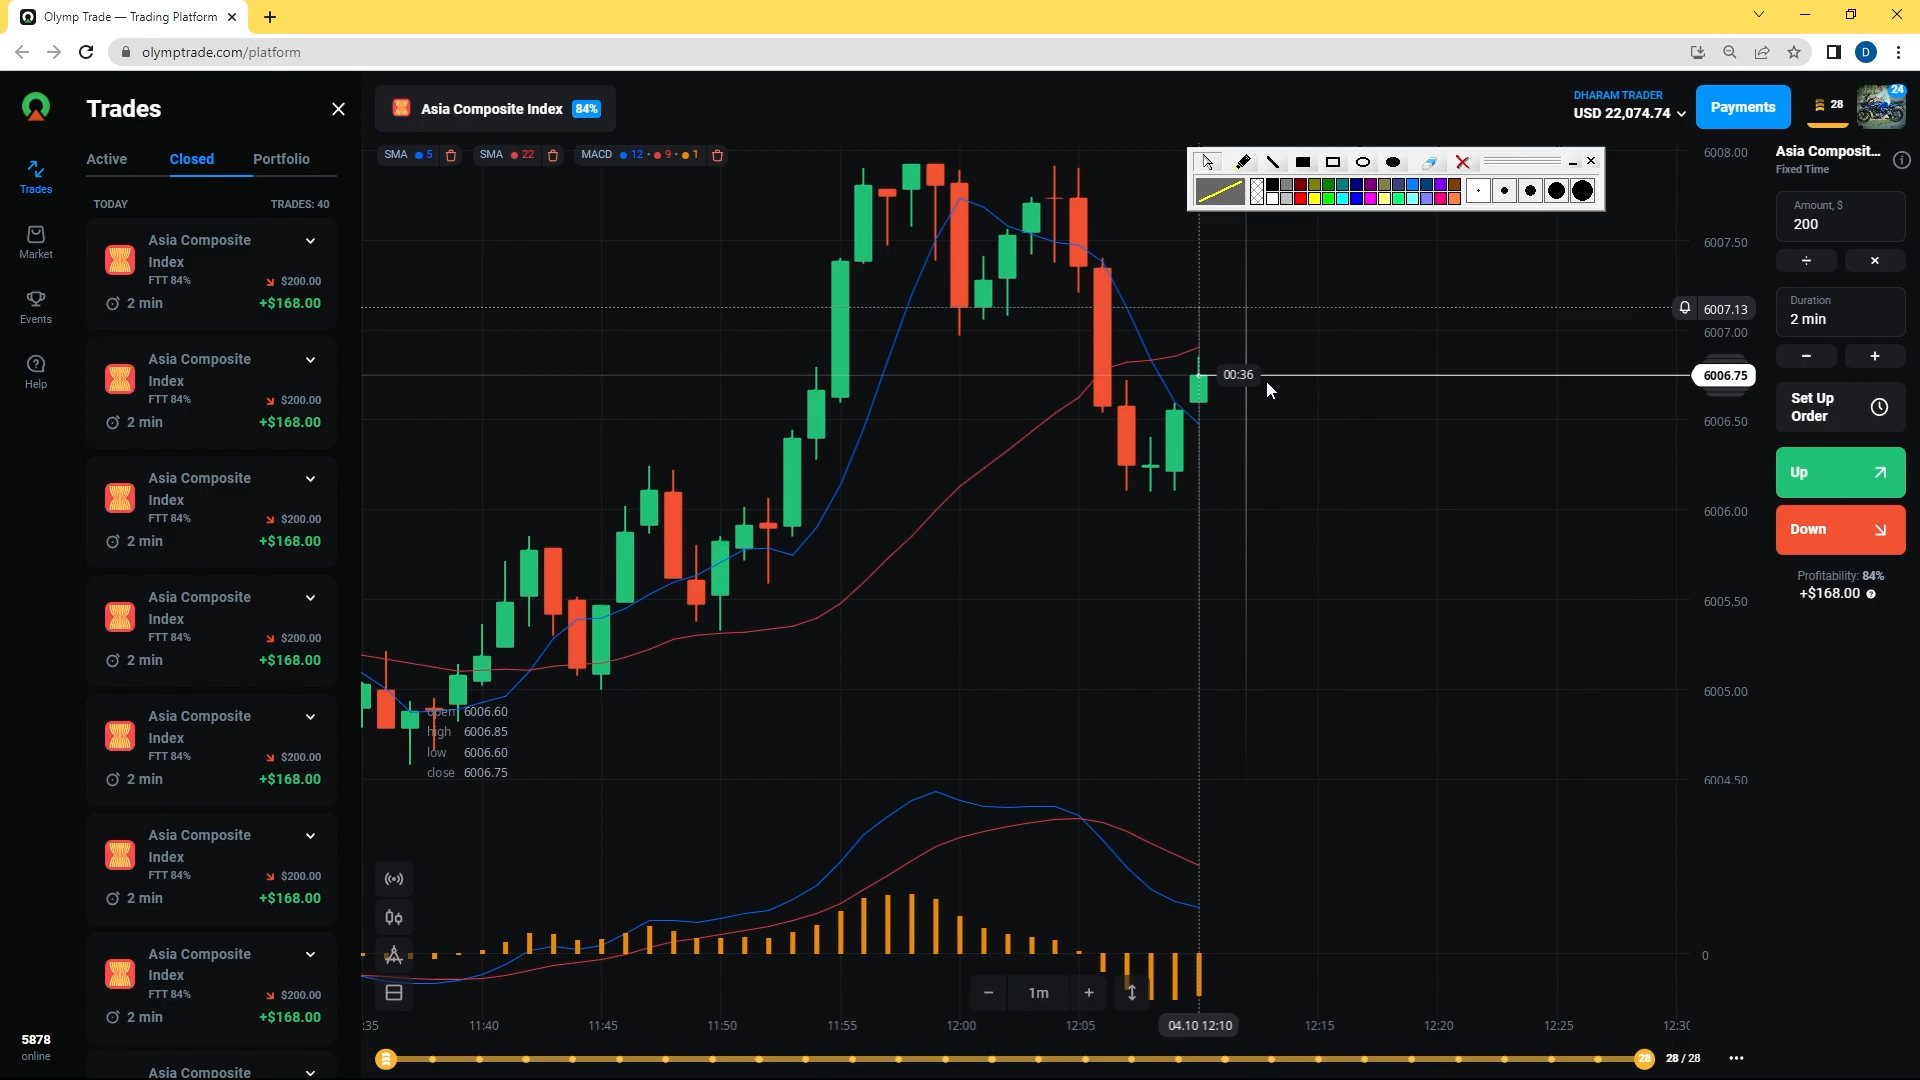 Olymp Trade — Trading Platform
olymptrade.com/platform
D
Trades
Active Closed Portfolio
TODAY TRADES: 40
Asia Composite
Index
FTT 84% $200.00
2 min +$168.00
Asia Composite
Index
FTT 84% $200.00
2 min +$168.00
Asia Composite
Index
FTT 84% $200.00
2 min +$168.00
Asia Composite
Index
FTT 84% $200.00
2 min +$168.00
Asia Composite
Index
FTT 84% $200.00
2 min +$168.00
Asia Composite
Index
FTT 84% $200.00
2 min +$168.00
Asia Composite
Index
FTT 84% $200.00
2 min +$168.00
Asia Composite
Trades
Market
Events
Help
5878
online
Asia Composite Index 84%
DHARAM TRADER
USD 22,074.74
Payments
28
24
SMA 5 SMA 22 MACD 12 9 1
6008.00
6007.50
6007.13
6007.00
6006.75
6006.50
6006.00
6005.50
6005.00
6004.50
0
00:36
open 6006.60
high 6006.85
low 6006.60
close 6006.75
1m
:35 11:40 11:45 11:50 11:55 12:00 12:05 04.10 12:10 12:15 12:20 12:25 12:30
28 28 / 28
Asia Composit...
Fixed Time
Amount, $
200
÷ ×
Duration
2 min
− +
Set Up
Order
Up
Down
Profitability: 84%
+$168.00